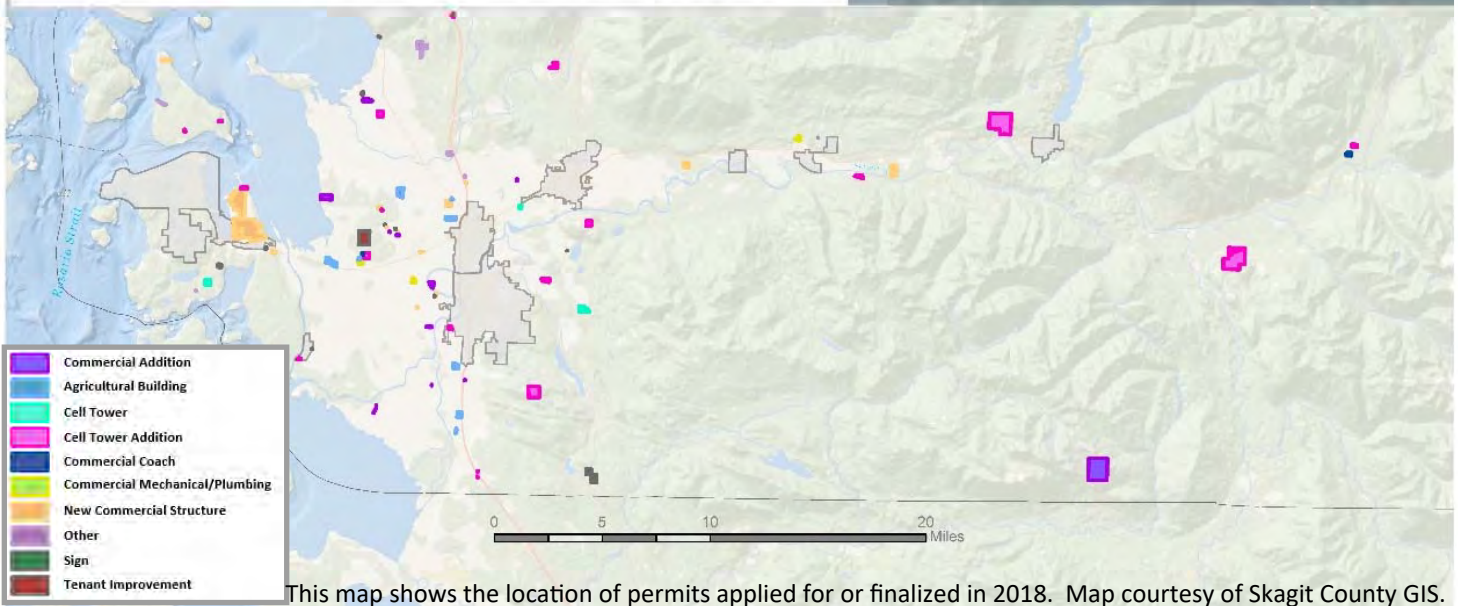 Rosario Strait
Skagit
Commercial Addition
Agricultural Building
Cell Tower
Cell Tower Addition
Commercial Coach
Commercial Mechanical/Plumbing
New Commercial Structure
Other
Sign
Tenant Improvement
0 5 10 20
Miles
This map shows the location of permits applied for or finalized in 2018. Map courtesy of Skagit County GIS.